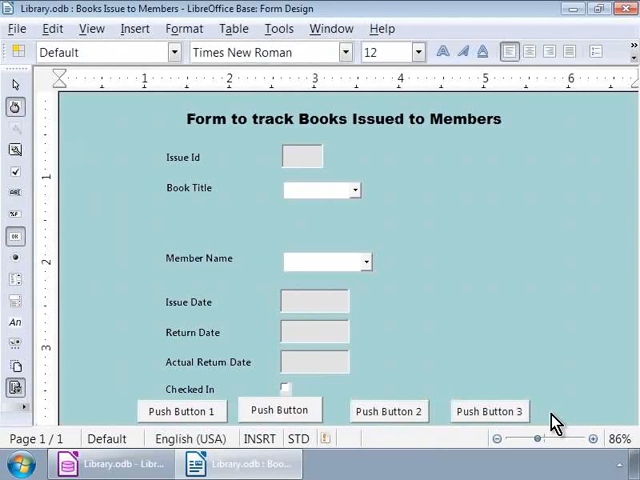 Library.odb : Books Issue to Members - LibreOffice Base: Form Design
File Edit View Insert Format Table Tools Window Help
Default Times New Roman 12
1 2 3 4 5 6
Form to track Books Issued to Members
Issue Id
1
Book Title
Member Name
2
Issue Date
Return Date
3
Actual Return Date
Checked In
Push Button 1 Push Button Push Button 2 Push Button 3
Page 1 / 1 Default English (USA) INSRT STD 86%
Library.odb - Libr... Library.odb : Boo...